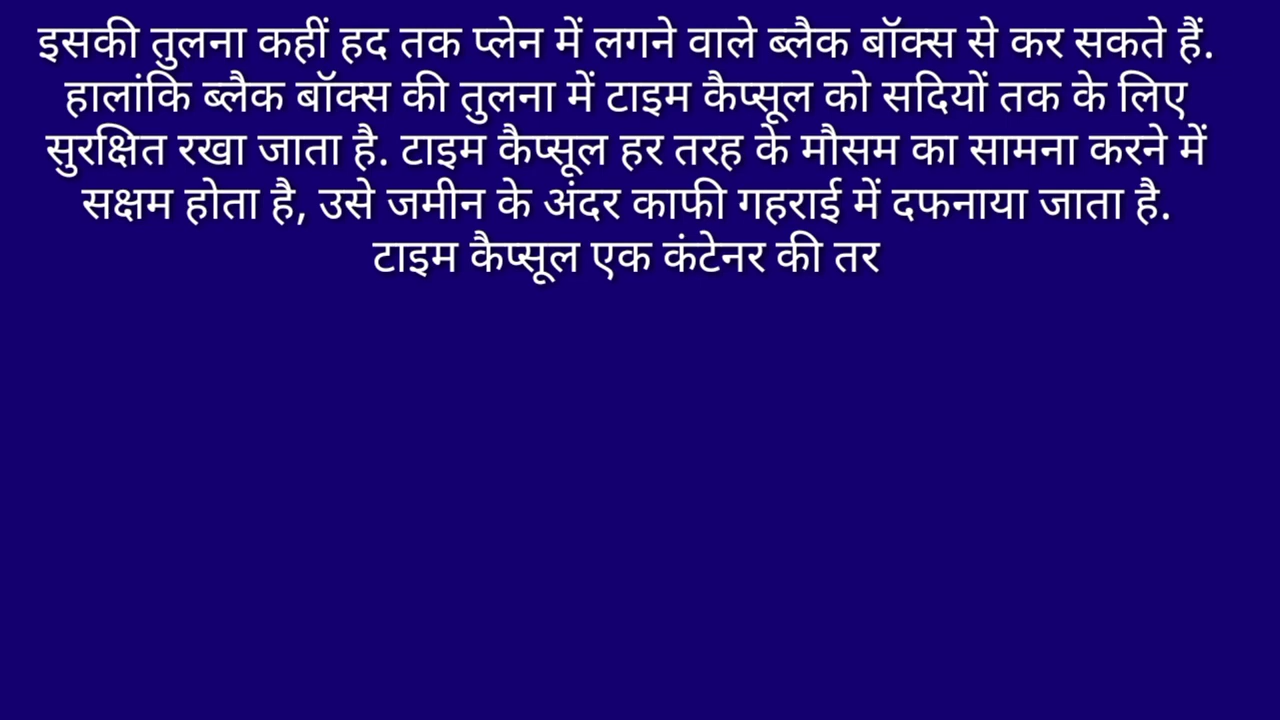 इसकी तुलना कहीं हद तक प्लेन में लगने वाले ब्लैक बॉक्स से कर सकते हैं.
हालांकि ब्लैक बॉक्स की तुलना में टाइम कैप्सूल को सदियों तक के लिए
सुरक्षित रखा जाता है. टाइम कैप्सूल हर तरह के मौसम का सामना करने में
सक्षम होता है, उसे जमीन के अंदर काफी गहराई में दफनाया जाता है.
टाइम कैप्सूल एक कंटेनर की तर